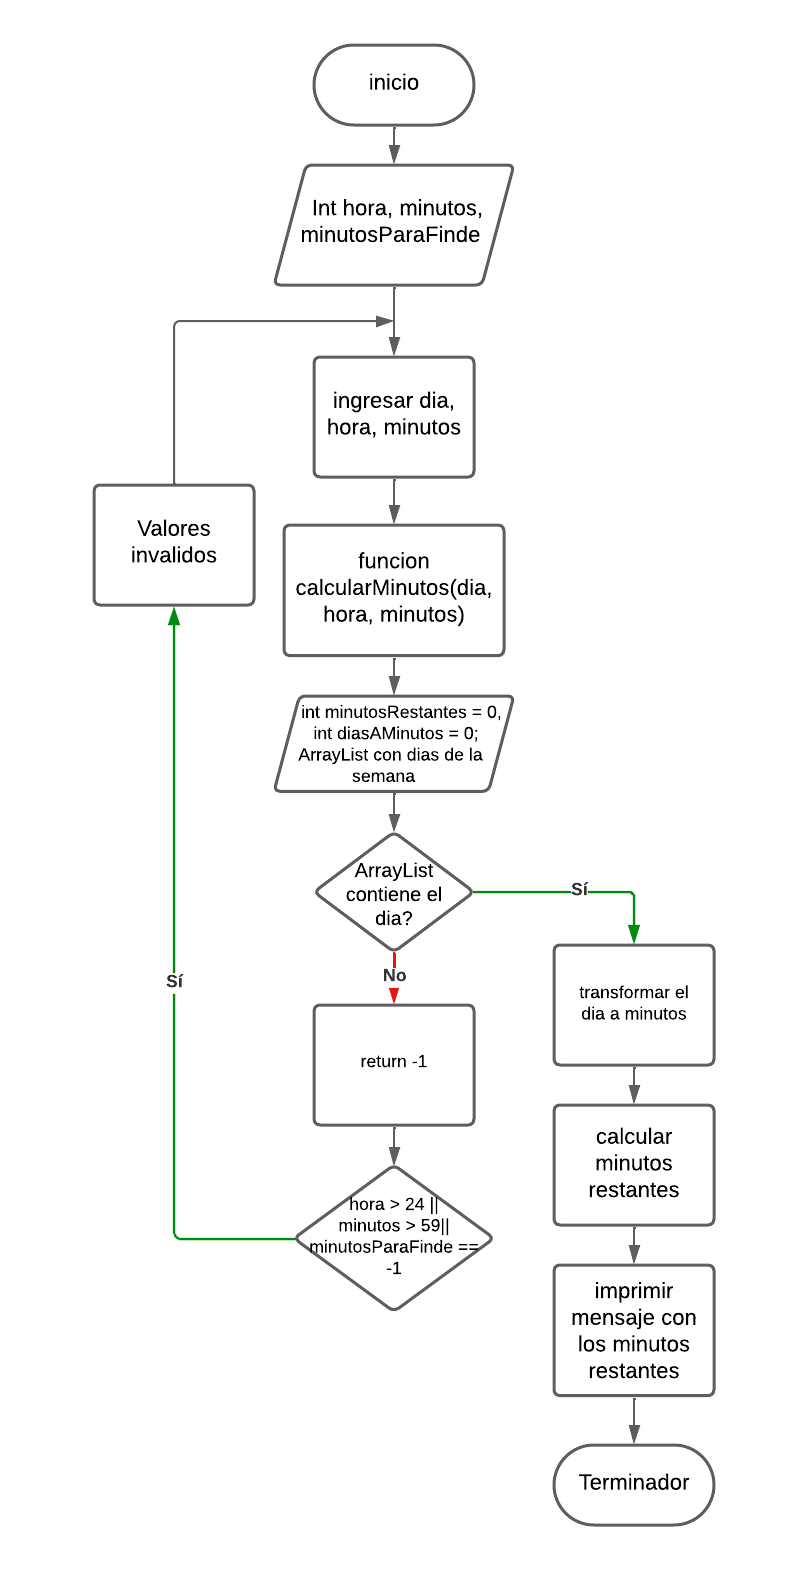 inicio
Int hora, minutos,
minutosParaFinde
ingresar dia,
hora, minutos
Valores
invalidos
funcion
calcularMinutos(dia,
hora, minutos)
int minutosRestantes = 0,
int diasAMinutos = 0;
ArrayList con dias de la
semana
ArrayList
contiene el
dia?
Sí
No
Sí
transformar el
dia a minutos
return -1
calcular
minutos
restantes
hora > 24 ||
minutos > 59||
minutosParaFinde ==
-1
imprimir
mensaje con
los minutos
restantes
Terminador